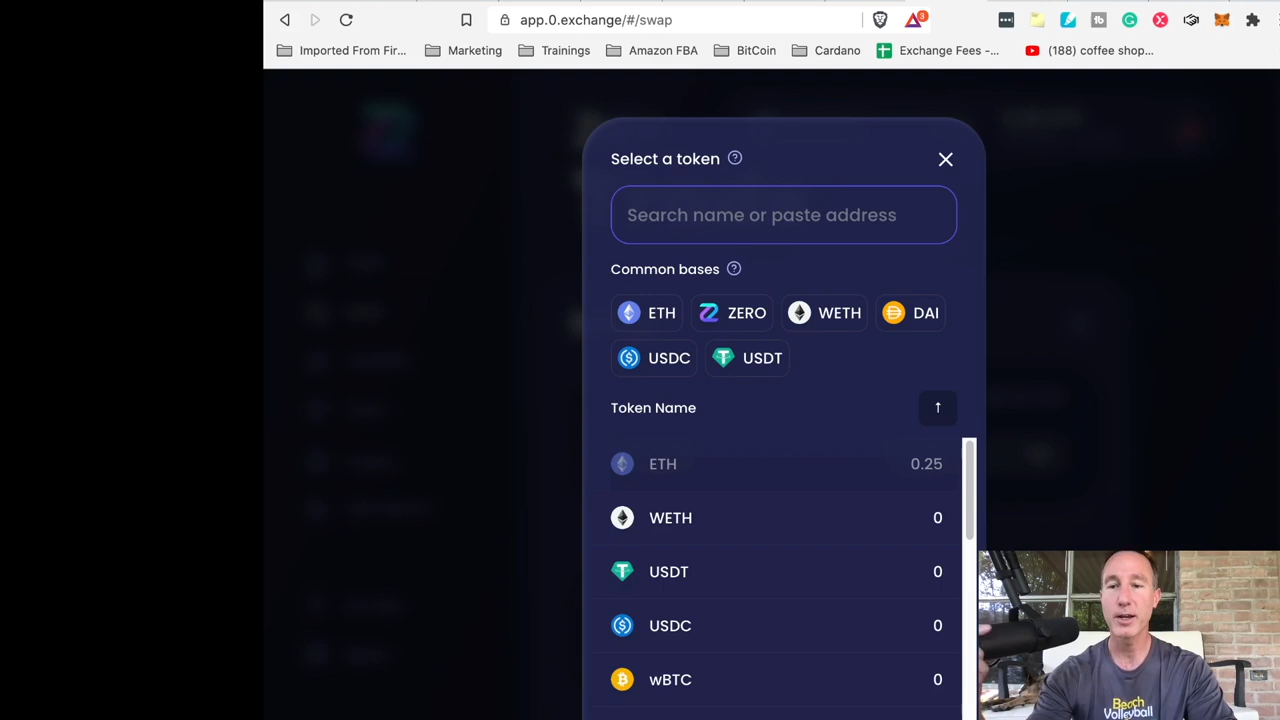 app.0.exchange/#/swap
3
Imported From Fir... Marketing Trainings Amazon FBA BitCoin Cardano Exchange Fees -... (188) coffee shop...
Select a token ?
Search name or paste address
Common bases ?
ETH ZERO WETH DAI
USDC USDT
Token Name ↑
ETH 0.25
WETH 0
USDT 0
USDC 0
wBTC 0
Beach
Volleyball